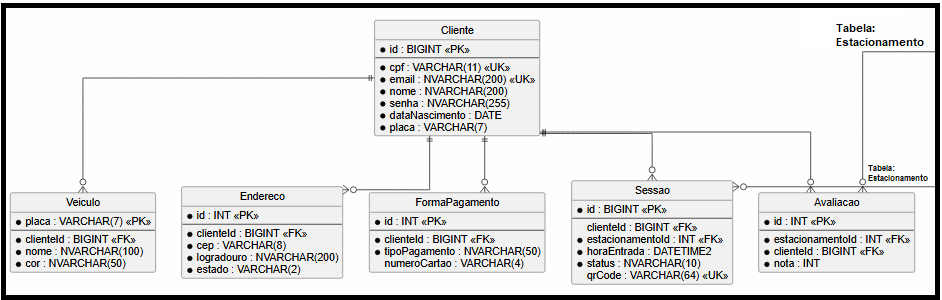 Cliente
id : BIGINT «PK»
cpf : VARCHAR(11) «UK»
email : NVARCHAR(200) «UK»
nome : NVARCHAR(200)
senha : NVARCHAR(255)
dataNascimento : DATE
placa : VARCHAR(7)
Tabela:
Estacionamento
Tabela:
Estacionamento
Veiculo
placa : VARCHAR(7) «PK»
clienteId : BIGINT «FK»
nome : NVARCHAR(100)
cor : NVARCHAR(50)
Endereco
id : INT «PK»
clienteId : BIGINT «FK»
cep : VARCHAR(8)
logradouro : NVARCHAR(200)
estado : VARCHAR(2)
FormaPagamento
id : INT «PK»
clienteId : BIGINT «FK»
tipoPagamento : NVARCHAR(50)
numeroCartao : VARCHAR(4)
Sessao
id : BIGINT «PK»
clienteId : BIGINT «FK»
estacionamentoId : INT «FK»
horaEntrada : DATETIME2
status : NVARCHAR(10)
qrCode : VARCHAR(64) «UK»
Avaliacao
id : INT «PK»
estacionamentoId : INT «FK»
clienteId : BIGINT «FK»
nota : INT